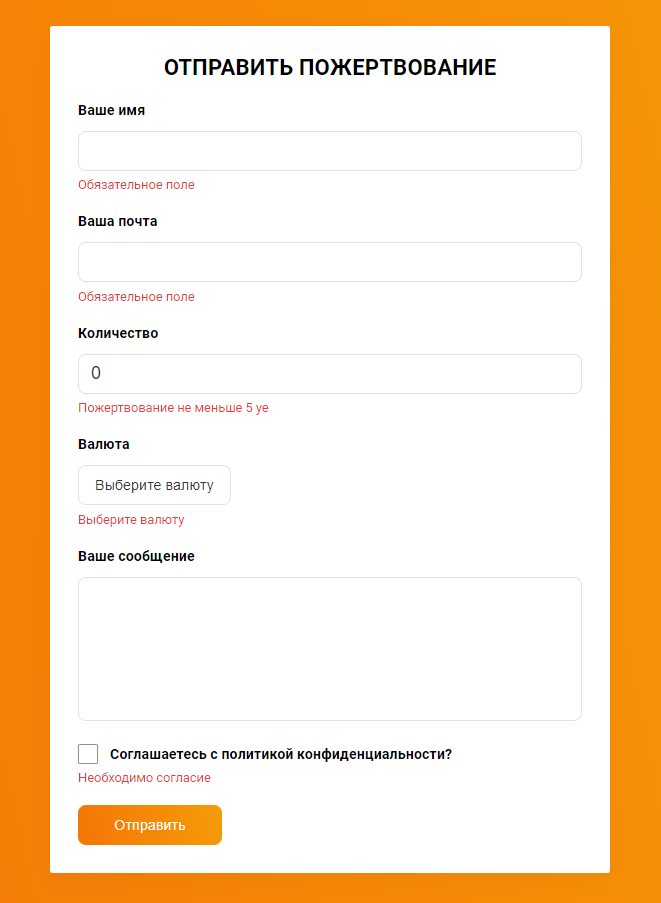 ОТПРАВИТЬ ПОЖЕРТВОВАНИЕ
Ваше имя
Обязательное поле
Ваша почта
Обязательное поле
Количество
0
Пожертвование не меньше 5 уе
Валюта
Выберите валюту
Выберите валюту
Ваше сообщение
Соглашаетесь с политикой конфиденциальности?
Необходимо согласие
Отправить